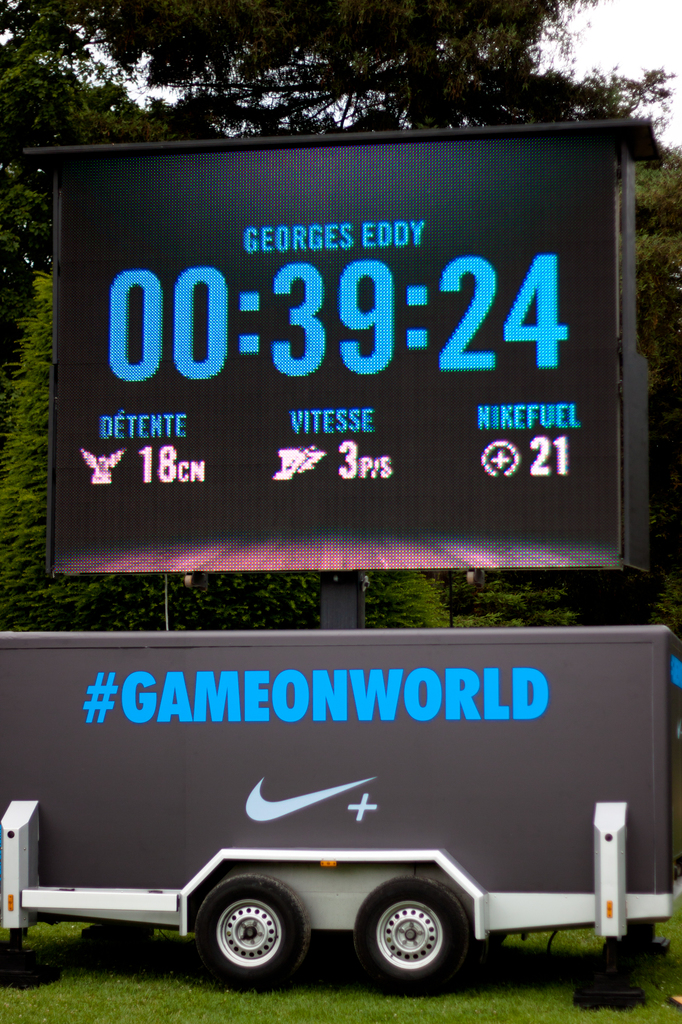 GEORGES EDDY
00:39:24
DÉTENTE VITESSE NIKEFUEL
18CM 3P/S 21
#GAMEONWORLD
+